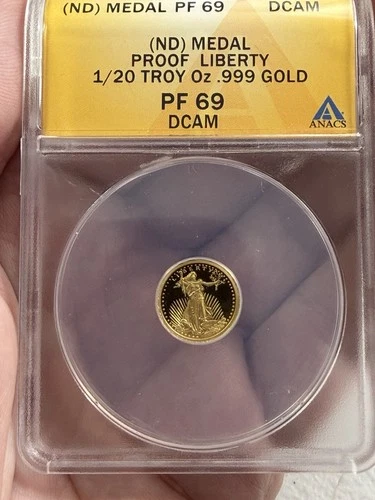 (ND) MEDAL PF 69 DCAM
(ND) MEDAL
PROOF LIBERTY
1/20 TROY Oz .999 GOLD
PF 69
DCAM
ANACS